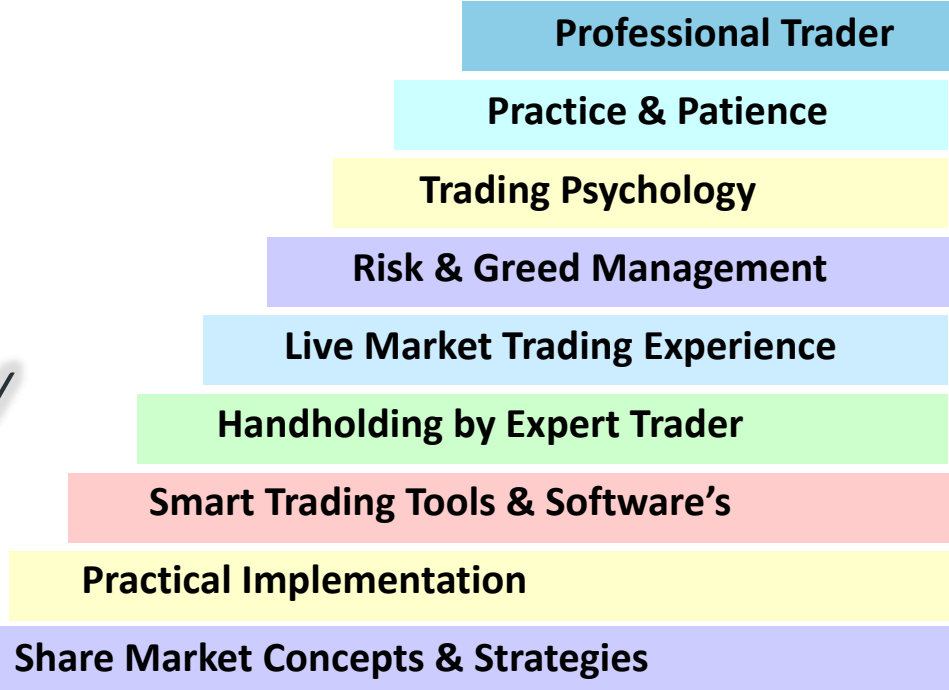 Professional Trader
Practice & Patience
Trading Psychology
Risk & Greed Management
Live Market Trading Experience
Handholding by Expert Trader
Smart Trading Tools & Software’s
Practical Implementation
Share Market Concepts & Strategies